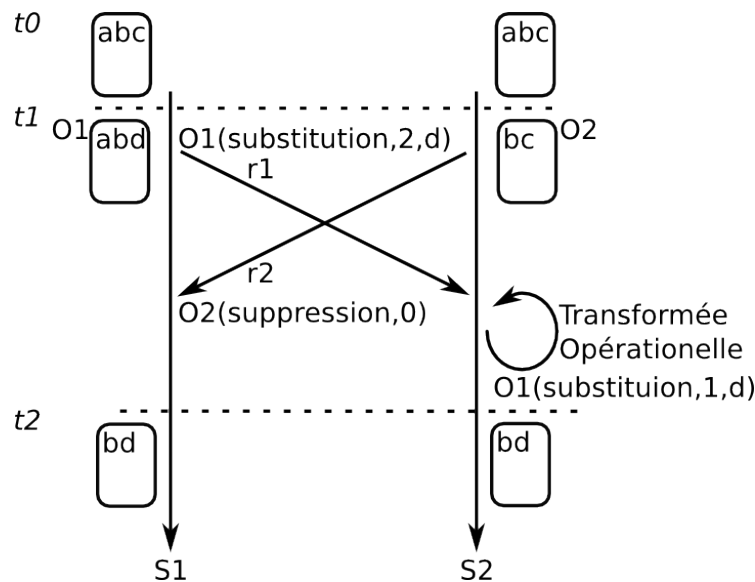 t0
abc
abc
t1
O1
abd
O1(substitution,2,d)
bc
O2
r1
r2
O2(suppression,0)
Transformée
Opérationelle
O1(substituion,1,d)
t2
bd
bd
S1
S2